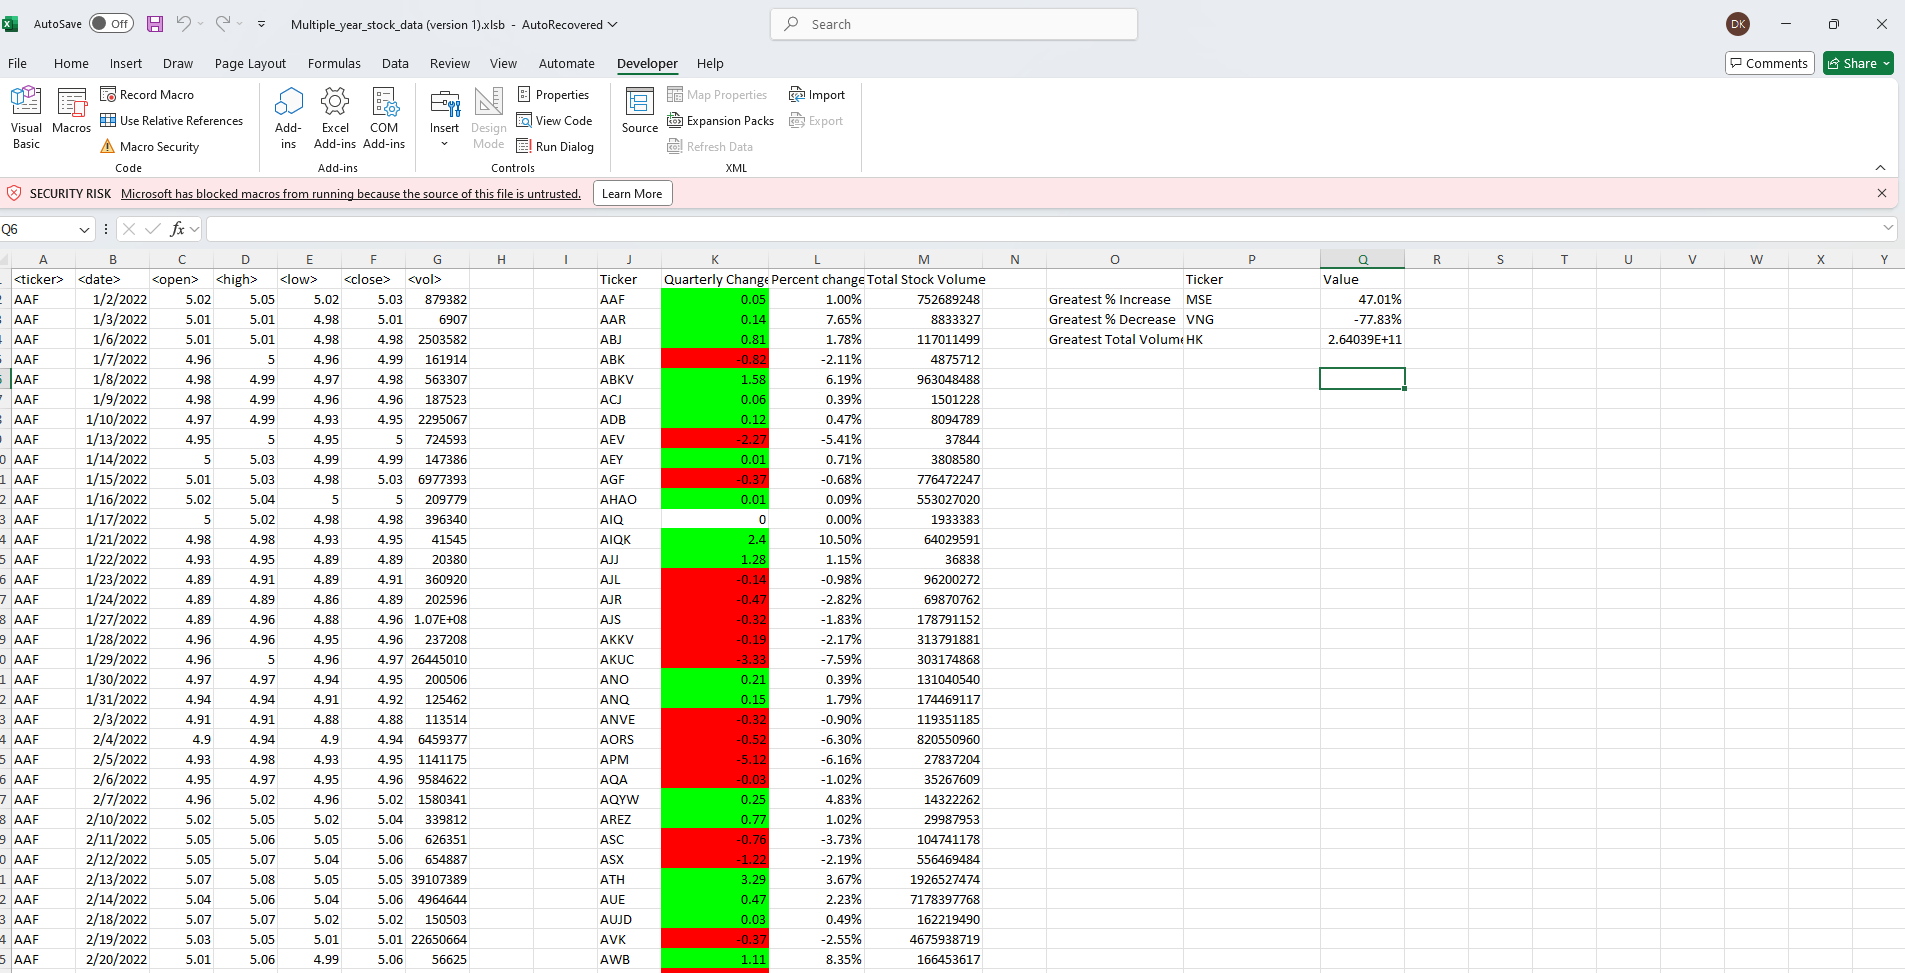 AutoSave Off Multiple_year_stock_data (version 1).xlsb - AutoRecovered Search DK
File Home Insert Draw Page Layout Formulas Data Review View Automate Developer Help Comments Share
Visual Basic Macros Record Macro Use Relative References Macro Security Code
Add-ins Excel Add-ins COM Add-ins Add-ins
Insert Design Mode Properties View Code Run Dialog Controls
Source Map Properties Expansion Packs Refresh Data Import Export XML
SECURITY RISK Microsoft has blocked macros from running because the source of this file is untrusted. Learn More
Q6 fx
A B C D E F G H I J K L M N O P Q R S T U V W X Y
<ticker> <date> <open> <high> <low> <close> <vol> Ticker Quarterly Change Percent change Total Stock Volume Ticker Value
AAF 1/2/2022 5.02 5.05 5.02 5.03 879382 AAF 0.05 1.00% 752689248 Greatest % Increase MSE 47.01%
AAF 1/3/2022 5.01 5.01 4.98 5.01 6907 AAR 0.14 7.65% 8833327 Greatest % Decrease VNG -77.83%
AAF 1/6/2022 5.01 5.01 4.98 4.98 2503582 ABJ 0.81 1.78% 117011499 Greatest Total Volume HK 2.64039E+11
AAF 1/7/2022 4.96 5 4.96 4.99 161914 ABK -0.82 -2.11% 4875712
AAF 1/8/2022 4.98 4.99 4.97 4.98 563307 ABKV 1.58 6.19% 963048488
AAF 1/9/2022 4.98 4.99 4.96 4.96 187523 ACJ 0.06 0.39% 1501228
AAF 1/10/2022 4.97 4.99 4.93 4.95 2295067 ADB 0.12 0.47% 8094789
AAF 1/13/2022 4.95 5 4.95 5 724593 AEV -2.27 -5.41% 37844
AAF 1/14/2022 5 5.03 4.99 4.99 147386 AEY 0.01 0.71% 3808580
AAF 1/15/2022 5.01 5.03 4.98 5.03 6977393 AGF -0.37 -0.68% 776472247
AAF 1/16/2022 5.02 5.04 5 5 209779 AHAO 0.01 0.09% 553027020
AAF 1/17/2022 5 5.02 4.98 4.98 396340 AIQ 0 0.00% 1933383
AAF 1/21/2022 4.98 4.98 4.93 4.95 41545 AIQK 2.4 10.50% 64029591
AAF 1/22/2022 4.93 4.95 4.89 4.89 20380 AJJ 1.28 1.15% 36838
AAF 1/23/2022 4.89 4.91 4.89 4.91 360920 AJL -0.14 -0.98% 96200272
AAF 1/24/2022 4.89 4.89 4.86 4.89 202596 AJR -0.47 -2.82% 69870762
AAF 1/27/2022 4.89 4.96 4.88 4.96 1.07E+08 AJS -0.32 -1.83% 178791152
AAF 1/28/2022 4.96 4.96 4.95 4.96 237208 AKKV -0.19 -2.17% 313791881
AAF 1/29/2022 4.96 5 4.96 4.97 26445010 AKUC -3.33 -7.59% 303174868
AAF 1/30/2022 4.97 4.97 4.94 4.95 200506 ANO 0.21 0.39% 131040540
AAF 1/31/2022 4.94 4.94 4.91 4.92 125462 ANQ 0.15 1.79% 174469117
AAF 2/3/2022 4.91 4.91 4.88 4.88 113514 ANVE -0.32 -0.90% 119351185
AAF 2/4/2022 4.9 4.94 4.9 4.94 6459377 AORS -0.52 -6.30% 820550960
AAF 2/5/2022 4.93 4.98 4.93 4.95 1141175 APM -5.12 -6.16% 27837204
AAF 2/6/2022 4.95 4.97 4.95 4.96 9584622 AQA -0.03 -1.02% 35267609
AAF 2/7/2022 4.96 5.02 4.96 5.02 1580341 AQYW 0.25 4.83% 14322262
AAF 2/10/2022 5.02 5.05 5.02 5.04 339812 AREZ 0.77 1.02% 29987953
AAF 2/11/2022 5.05 5.06 5.05 5.06 626351 ASC -0.76 -3.73% 104741178
AAF 2/12/2022 5.05 5.07 5.04 5.06 654887 ASX -1.22 -2.19% 556469484
AAF 2/13/2022 5.07 5.08 5.05 5.05 39107389 ATH 3.29 3.67% 1926527474
AAF 2/14/2022 5.04 5.06 5.04 5.06 4964644 AUE 0.47 2.23% 7178397768
AAF 2/18/2022 5.07 5.07 5.02 5.02 150503 AUJD 0.03 0.49% 162219490
AAF 2/19/2022 5.03 5.05 5.01 5.01 22650664 AVK -0.37 -2.55% 4675938719
AAF 2/20/2022 5.01 5.06 4.99 5.06 56625 AWB 1.11 8.35% 166453617